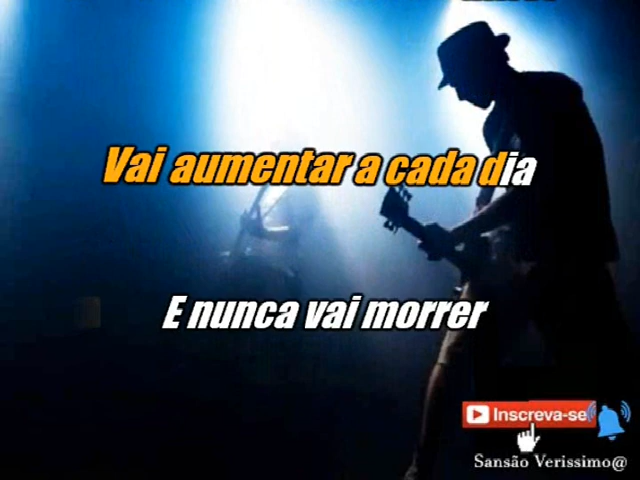 Vai aumentar a cada dia
E nunca vai morrer
Inscreva-se
Sansão Verissimo@